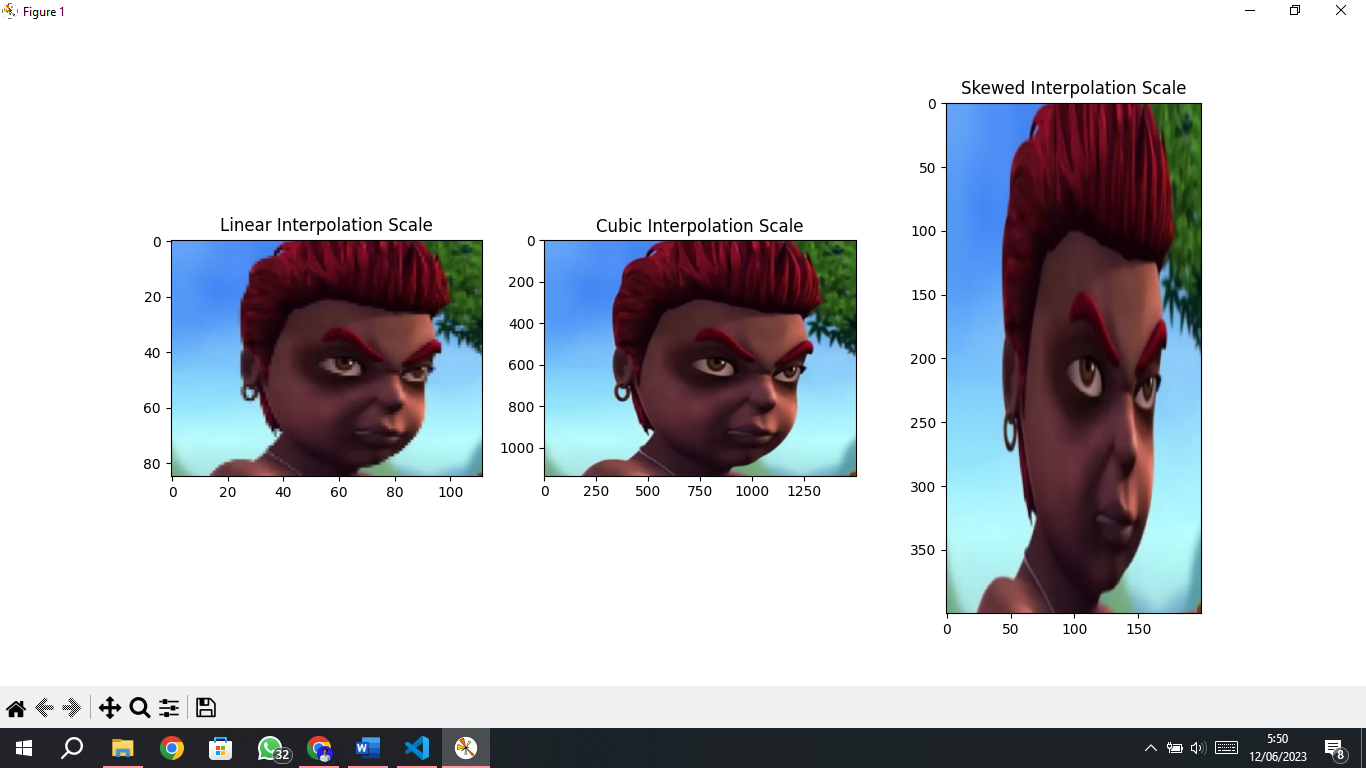 Figure 1
Linear Interpolation Scale
0
20
40
60
80
0 20 40 60 80 100
Cubic Interpolation Scale
0
200
400
600
800
1000
0 250 500 750 1000 1250
Skewed Interpolation Scale
0
50
100
150
200
250
300
350
0 50 100 150
32
W
5:50
12/06/2023
8